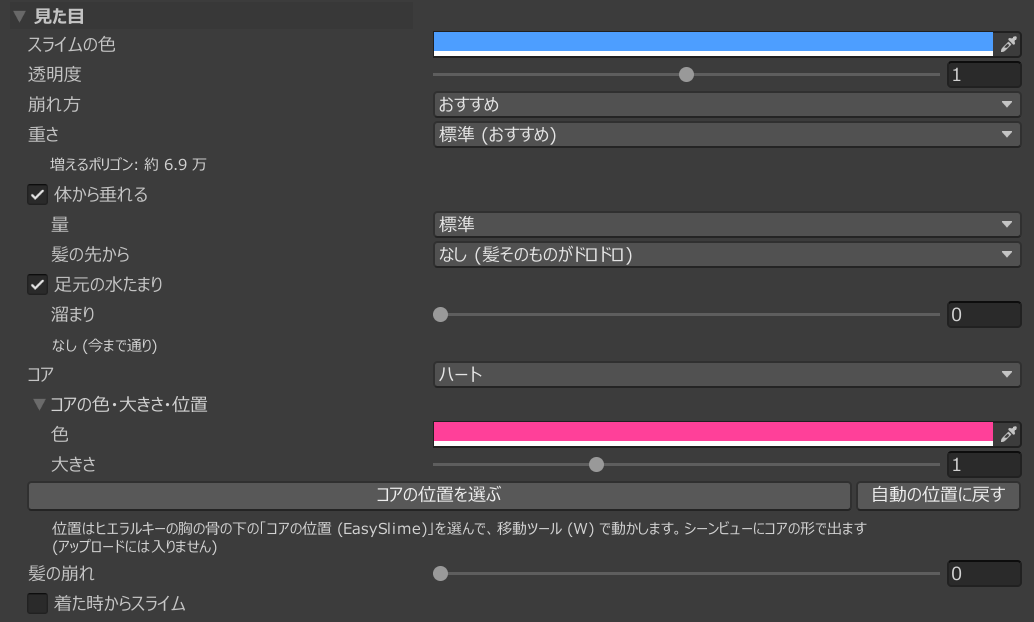 見た目
スライムの色
透明度 1
崩れ方 おすすめ
重さ 標準 (おすすめ)
増えるポリゴン: 約 6.9 万
体から垂れる
量 標準
髪の先から なし (髪そのものがドロドロ)
足元の水たまり
溜まり 0
なし (今まで通り)
コア ハート
コアの色・大きさ・位置
色
大きさ 1
コアの位置を選ぶ 自動の位置に戻す
位置はヒエラルキーの胸の骨の下の「コアの位置 (EasySlime)」を選んで、移動ツール (W) で動かします。シーンビューにコアの形で出ます
(アップロードには入りません)
髪の崩れ 0
着た時からスライム